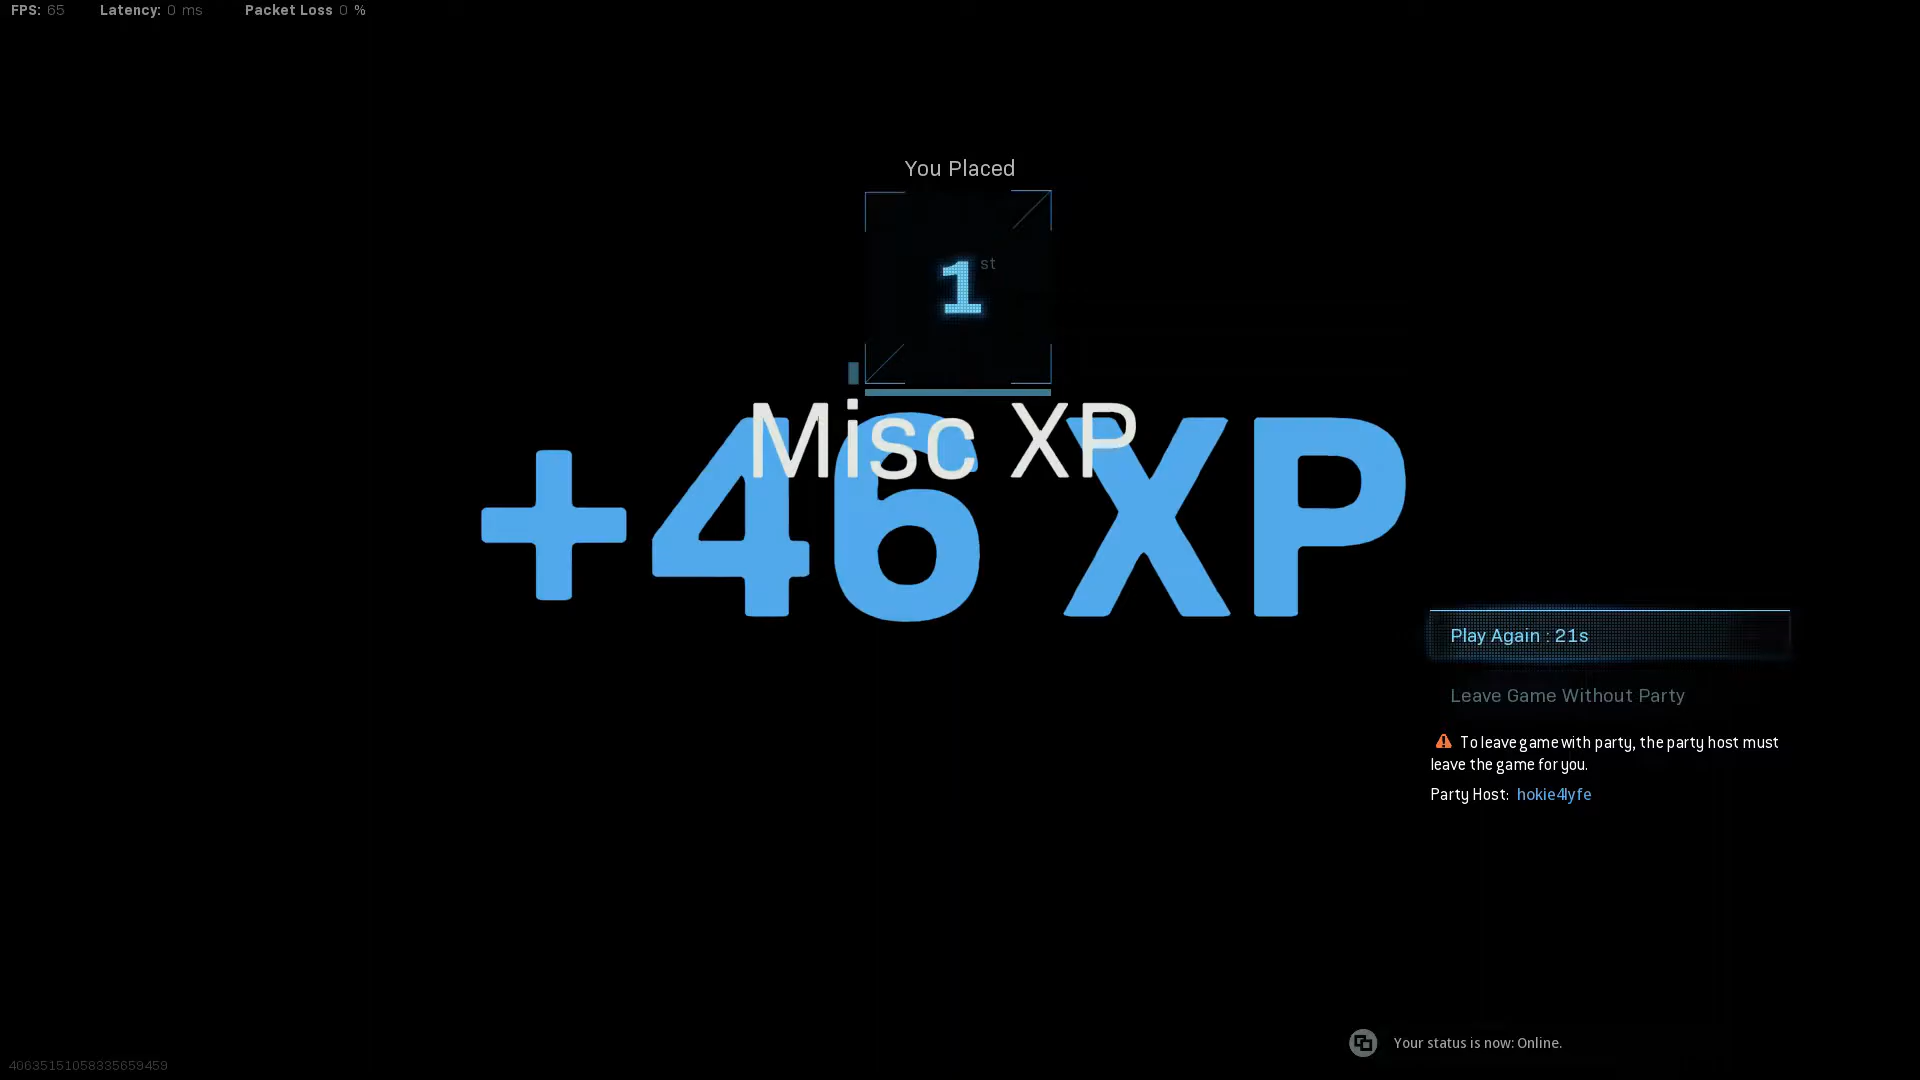 FPS: 65 Latency: 0 ms Packet Loss 0 %
You Placed
1st
Misc XP
+46 XP
Play Again : 21s
Leave Game Without Party
To leave game with party, the party host must
leave the game for you.
Party Host: hokie4lyfe
Your status is now: Online.
40635151058335659459